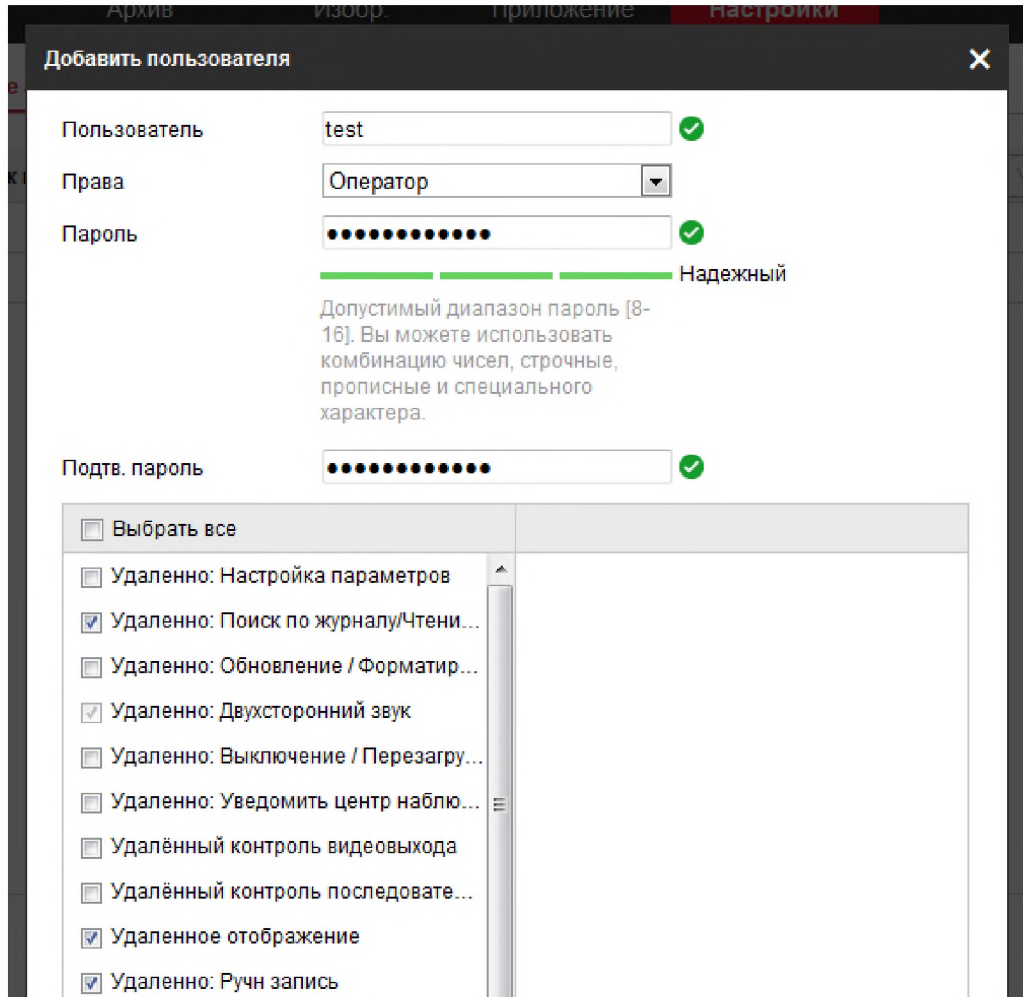 Архив Избор. Приложение Настройки
Добавить пользователя
Пользователь test
Права Оператор
Пароль ••••••••••••
Надежный
Допустимый диапазон пароль [8-
16]. Вы можете использовать
комбинацию чисел, строчные,
прописные и специального
характера.
Подтв. пароль ••••••••••••
Выбрать все
Удаленно: Настройка параметров
Удаленно: Поиск по журналу/Чтени...
Удаленно: Обновление / Форматир...
Удаленно: Двухсторонний звук
Удаленно: Выключение / Перезагру...
Удаленно: Уведомить центр наблю...
Удалённый контроль видеовыхода
Удалённый контроль последовате...
Удаленное отображение
Удаленно: Ручн запись